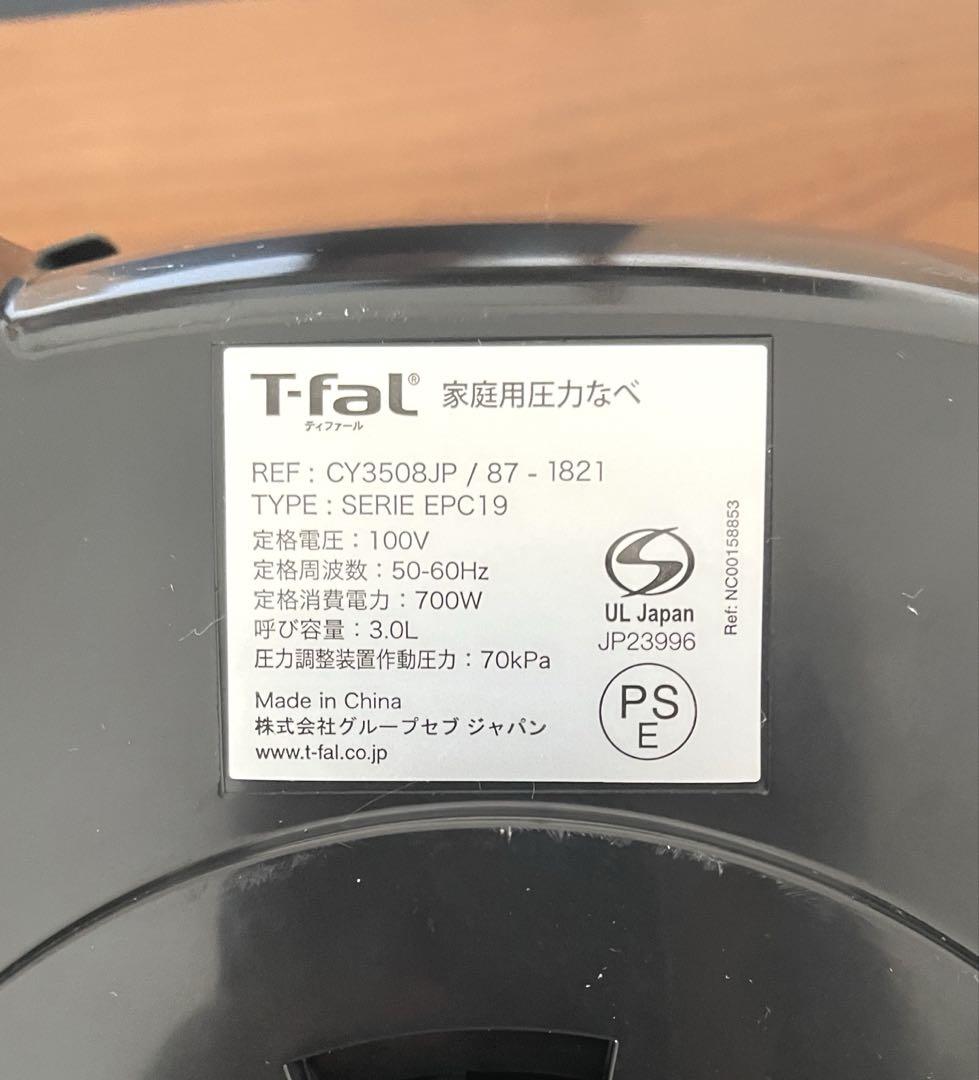 T-fal® 家庭用圧力なべ
ティファール
REF : CY3508JP / 87 - 1821
TYPE : SERIE EPC19
定格電圧：100V
定格周波数：50-60Hz
定格消費電力：700W
呼び容量：3.0L
圧力調整装置作動圧力：70kPa
Made in China
株式会社グループセブ ジャパン
www.t-fal.co.jp
S
UL Japan
JP23996
PS
E
Ref: NC00158853